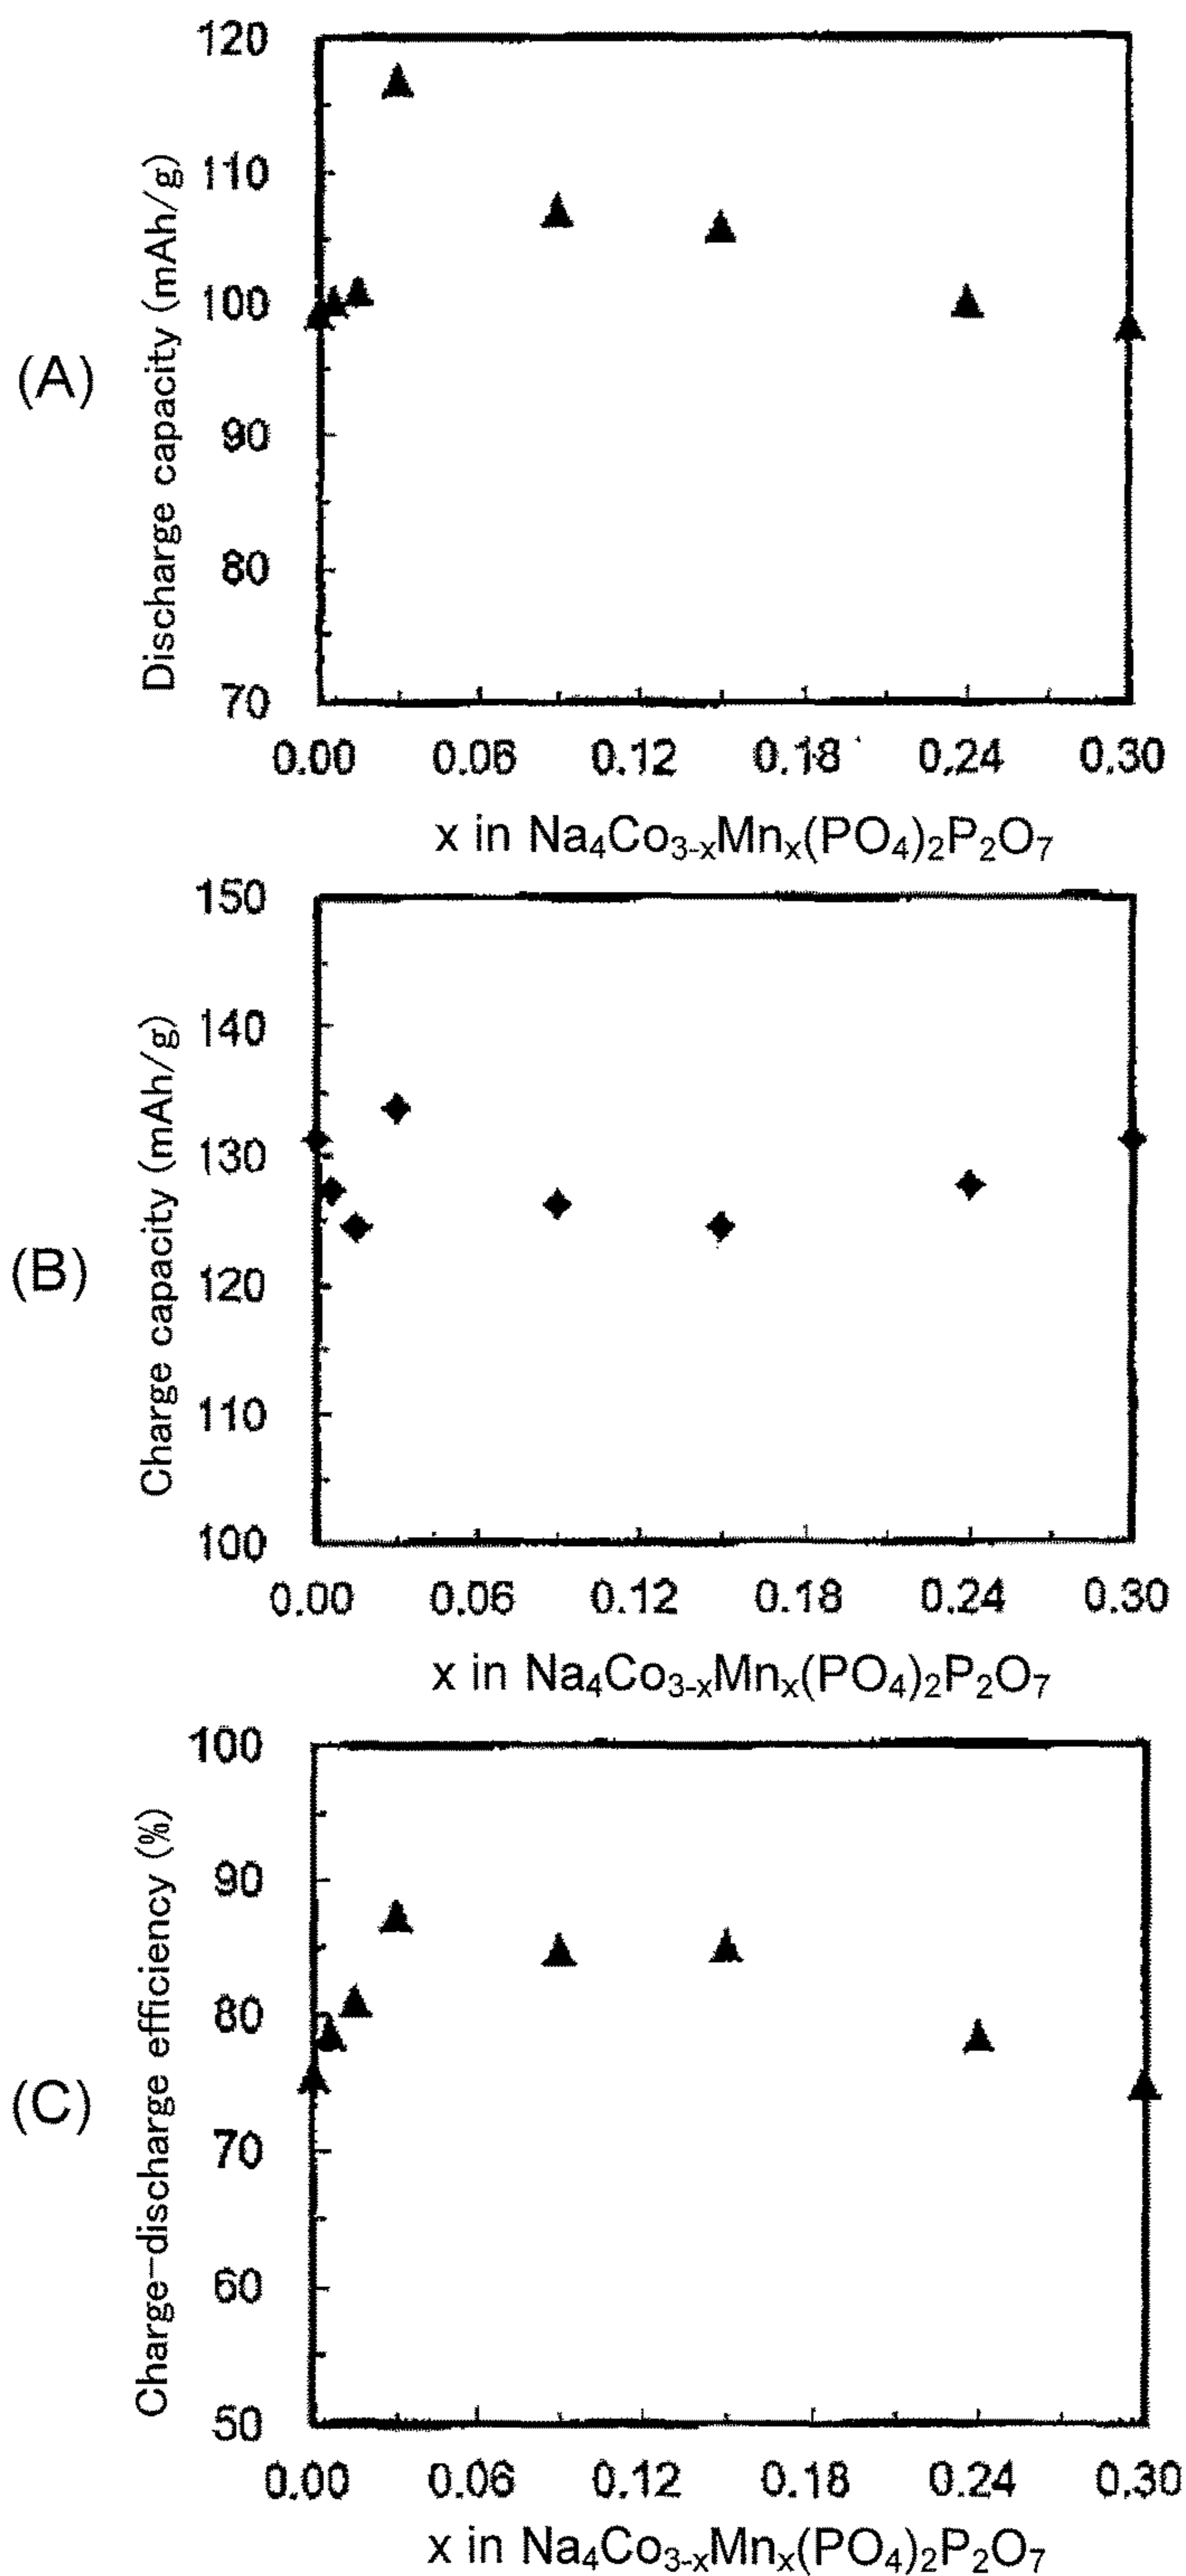 (A)
Discharge capacity (mAh/g)
120
110
100
90
80
70
0.00 0.06 0.12 0.18 0.24 0.30
x in Na₄Co₃₋ₓMnₓ(PO₄)₂P₂O₇
(B)
Charge capacity (mAh/g)
150
140
130
120
110
100
0.00 0.06 0.12 0.18 0.24 0.30
x in Na₄Co₃₋ₓMnₓ(PO₄)₂P₂O₇
(C)
Charge-discharge efficiency (%)
100
90
80
70
60
50
0.00 0.06 0.12 0.18 0.24 0.30
x in Na₄Co₃₋ₓMnₓ(PO₄)₂P₂O₇